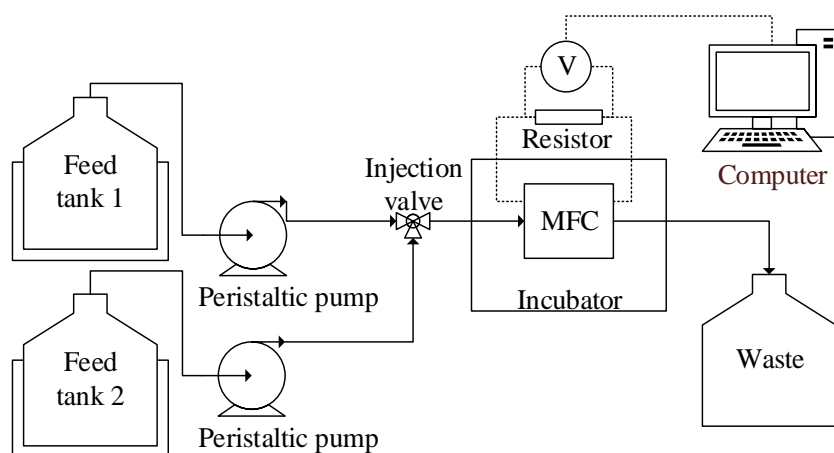 V
Feed
tank 1
Resistor
Computer
Injection
valve
MFC
Peristaltic pump
Incubator
Feed
tank 2
Waste
Peristaltic pump